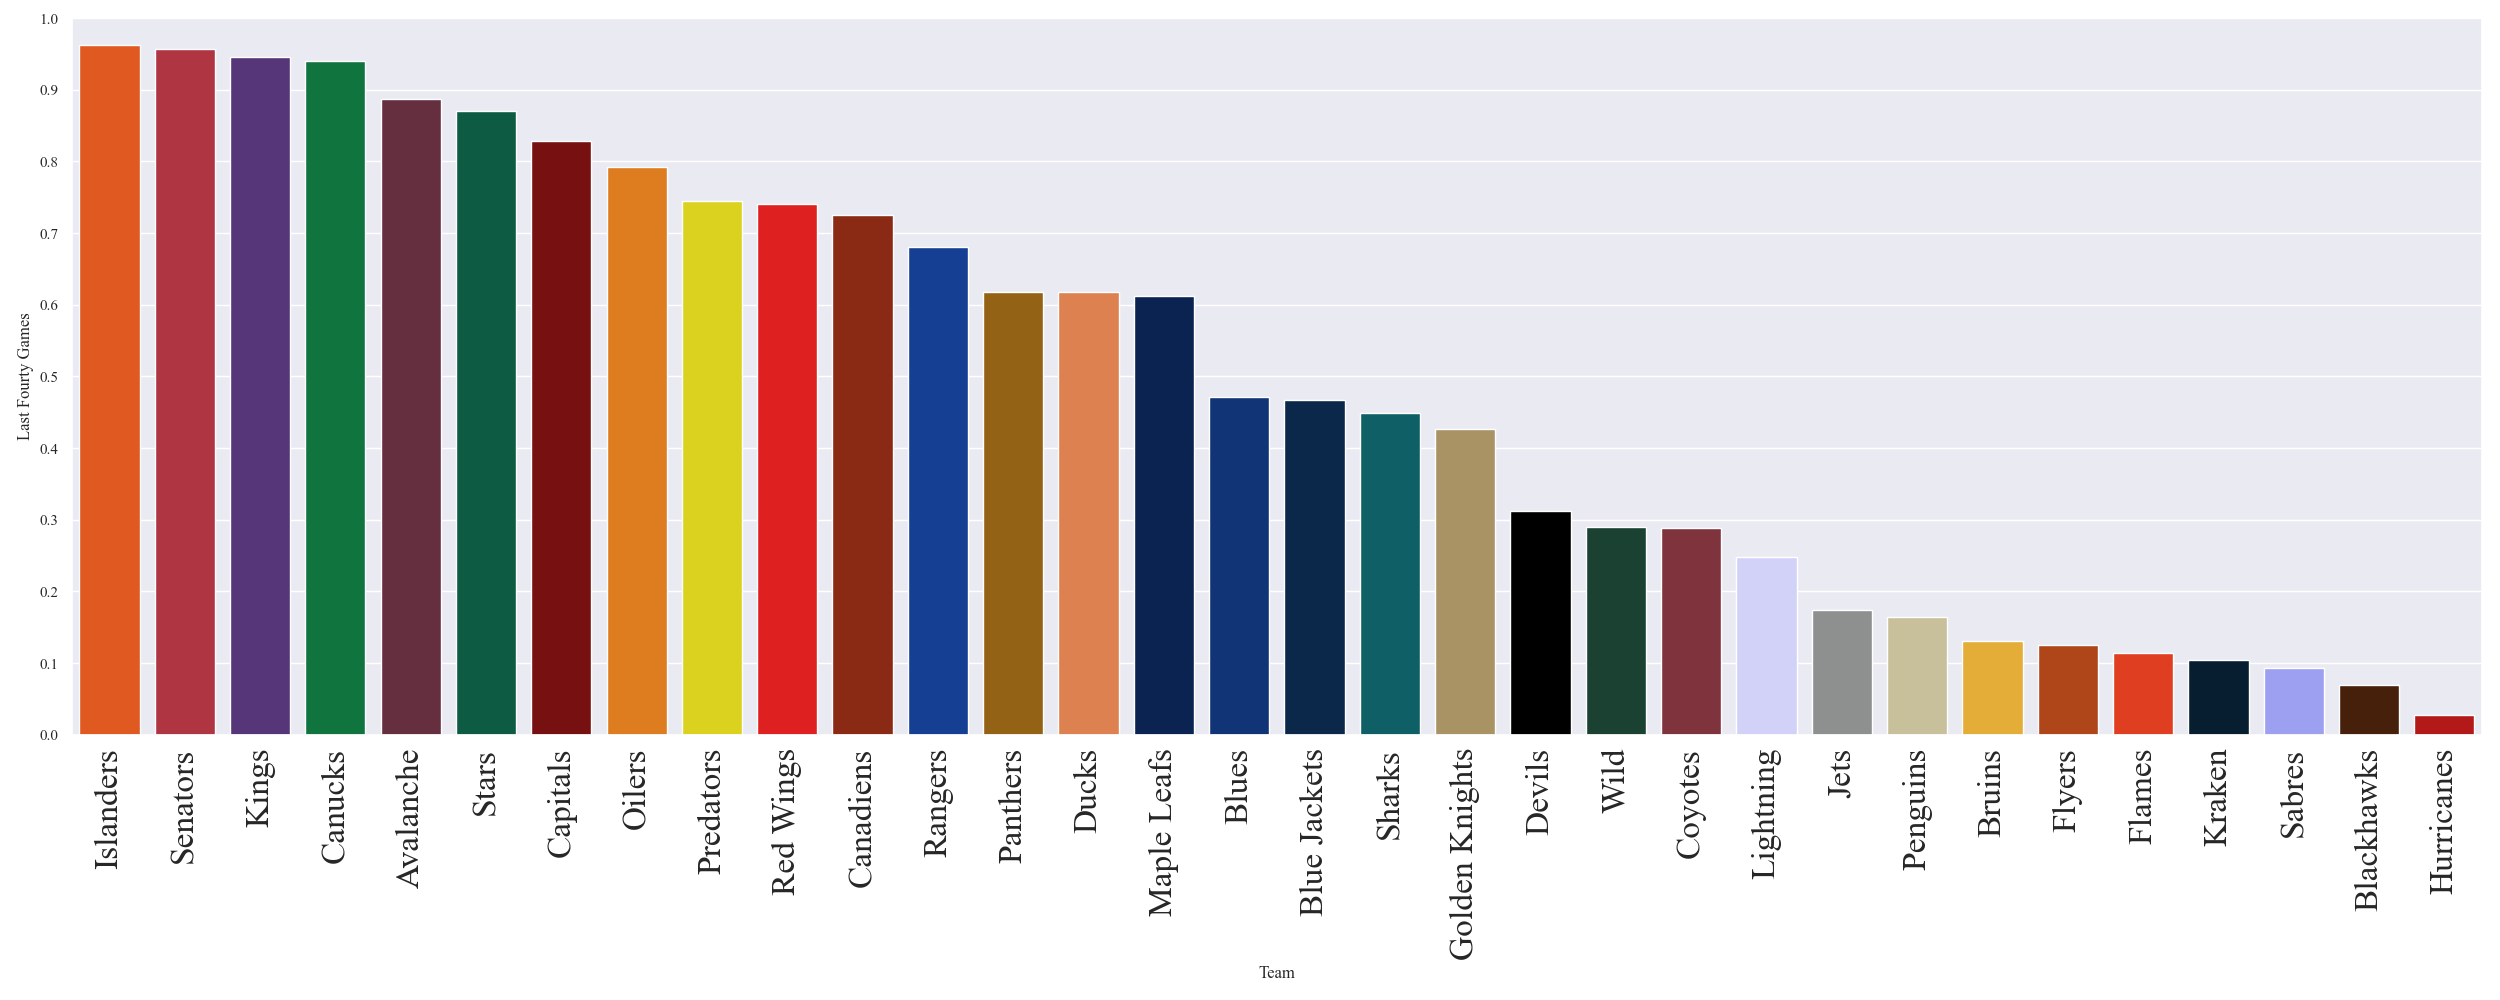 1.0
0.9
0.8
0.7
0.6
0.5
0.4
0.3
0.2
0.1
0.0
Last Fourty Games
Islanders
Senators
Kings
Canucks
Avalanche
Stars
Capitals
Oilers
Predators
Red Wings
Canadiens
Rangers
Panthers
Ducks
Maple Leafs
Blues
Blue Jackets
Sharks
Golden Knights
Devils
Wild
Coyotes
Lightning
Jets
Penguins
Bruins
Flyers
Flames
Kraken
Sabres
Blackhawks
Hurricanes
Team